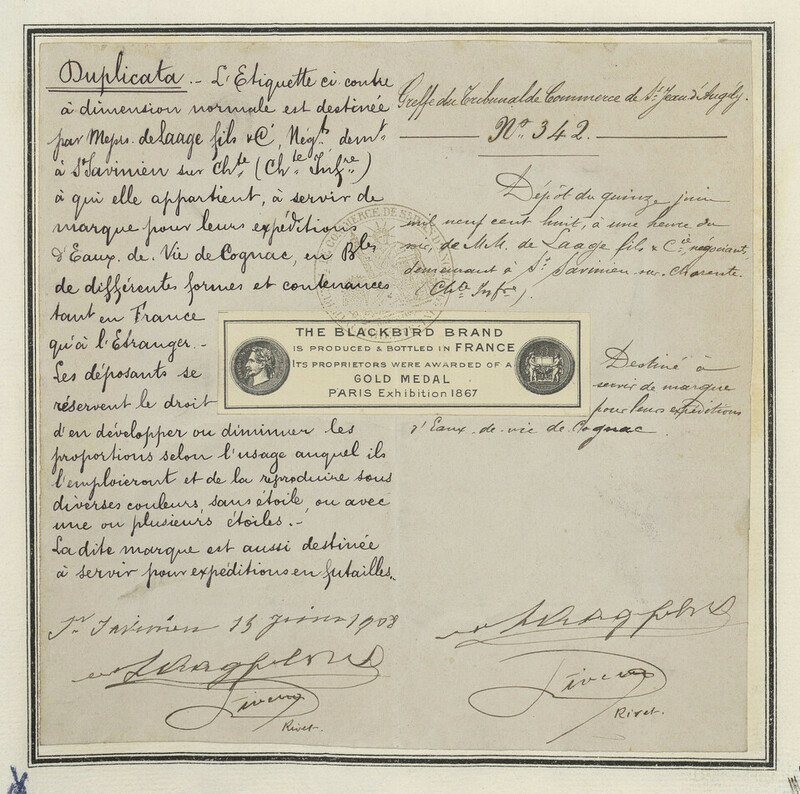 Duplicata.- L'Etiquette ci contre
à dimension normale est destinée
par Messrs. de Laage fils & Cie, Négts, demts
à St Savinien sur Chte (Chte Infre)
à qui elle appartient, à servir de
marque pour leurs expéditions
d'Eaux. de. Vie de Cognac, en Bles
de différentes formes et contenances
tant en France
qu'à l'Etranger.-
Les déposants se
réservent le droit
d'en développer ou diminuer les
proportions selon l'usage auquel ils
l'emploieront et de la reproduire sous
diverses couleurs, sans étoile, ou avec
une ou plusieurs étoiles.-
La dite marque est aussi destinée
à servir pour expéditions en futailles.
St Savinien 15 juin 1908
Rivet.
Greffe du Tribunal de Commerce de St Jean d'Angély.
No 342.
Dépôt du quinze juin
mil neuf cent huit, à une heure du
soir, de M.M. de Laage fils & Cie, négociants
demeurant à St Savinien sur Charente.
(Chte Infre).
THE BLACKBIRD BRAND
IS PRODUCED & BOTTLED IN FRANCE
ITS PROPRIETORS WERE AWARDED OF A
GOLD MEDAL
PARIS Exhibition 1867
Destiné à
servir de marque
pour leurs expéditions
d'Eaux-de-vie de Cognac.
Rivet.